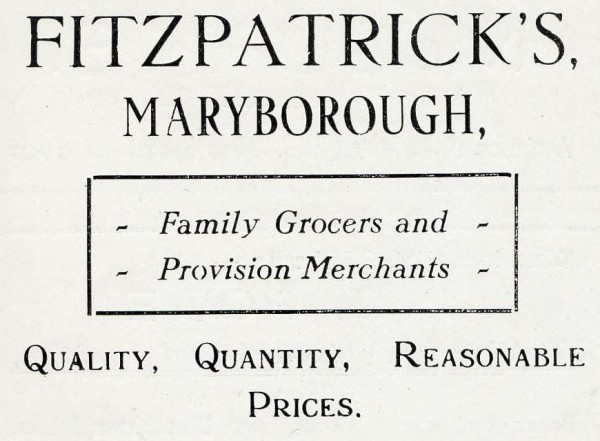 FITZPATRICK'S,
MARYBOROUGH,
- Family Grocers and -
- Provision Merchants -
QUALITY, QUANTITY, REASONABLE
PRICES.